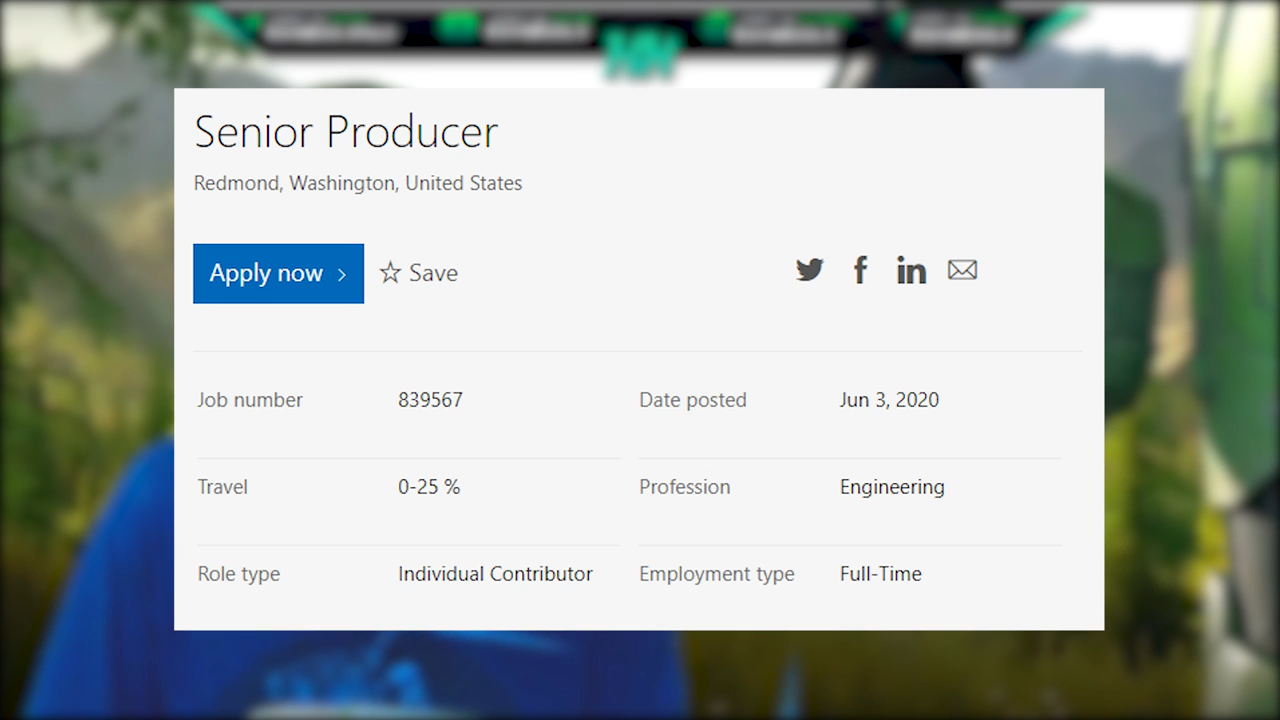 Senior Producer
Redmond, Washington, United States
Apply now
Save
Job number 839567 Date posted Jun 3, 2020
Travel 0-25 % Profession Engineering
Role type Individual Contributor Employment type Full-Time